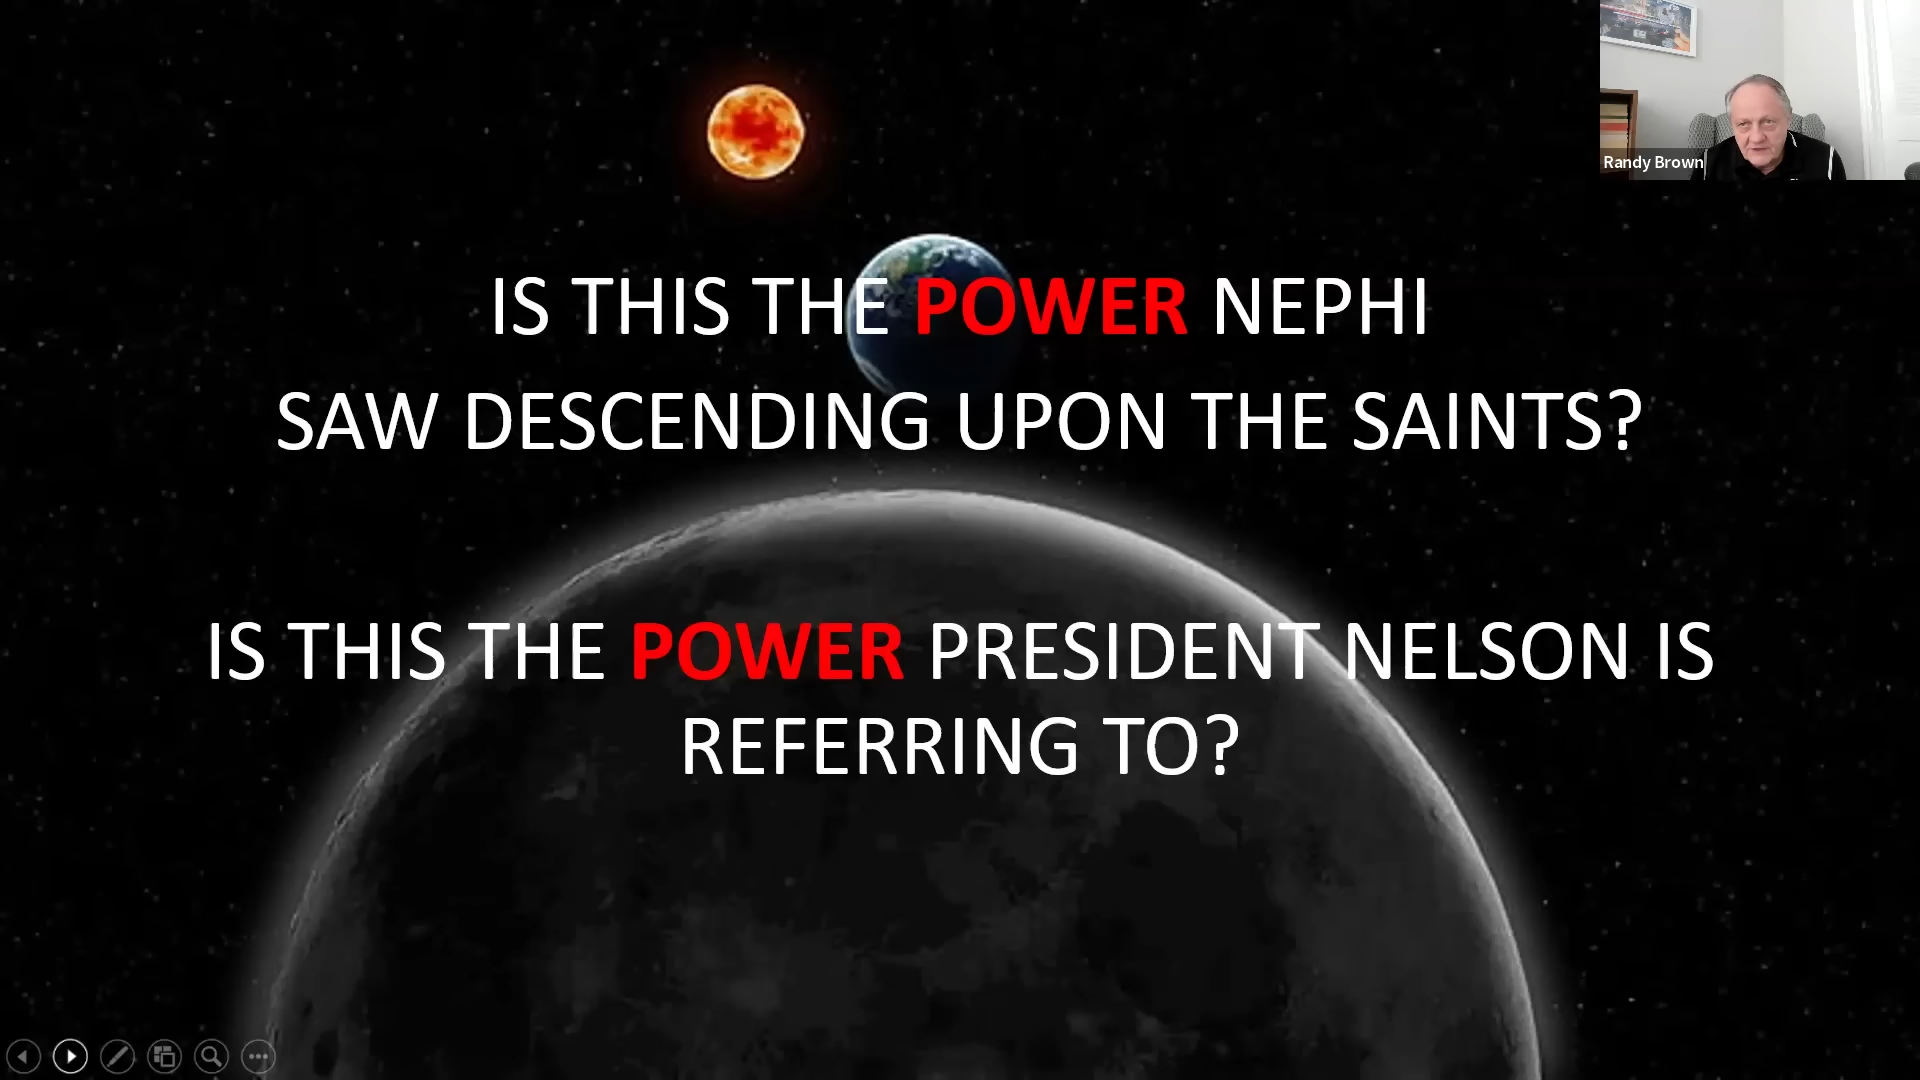 Randy Brown
IS THIS THE POWER NEPHI
SAW DESCENDING UPON THE SAINTS?
IS THIS THE POWER PRESIDENT NELSON IS
REFERRING TO?